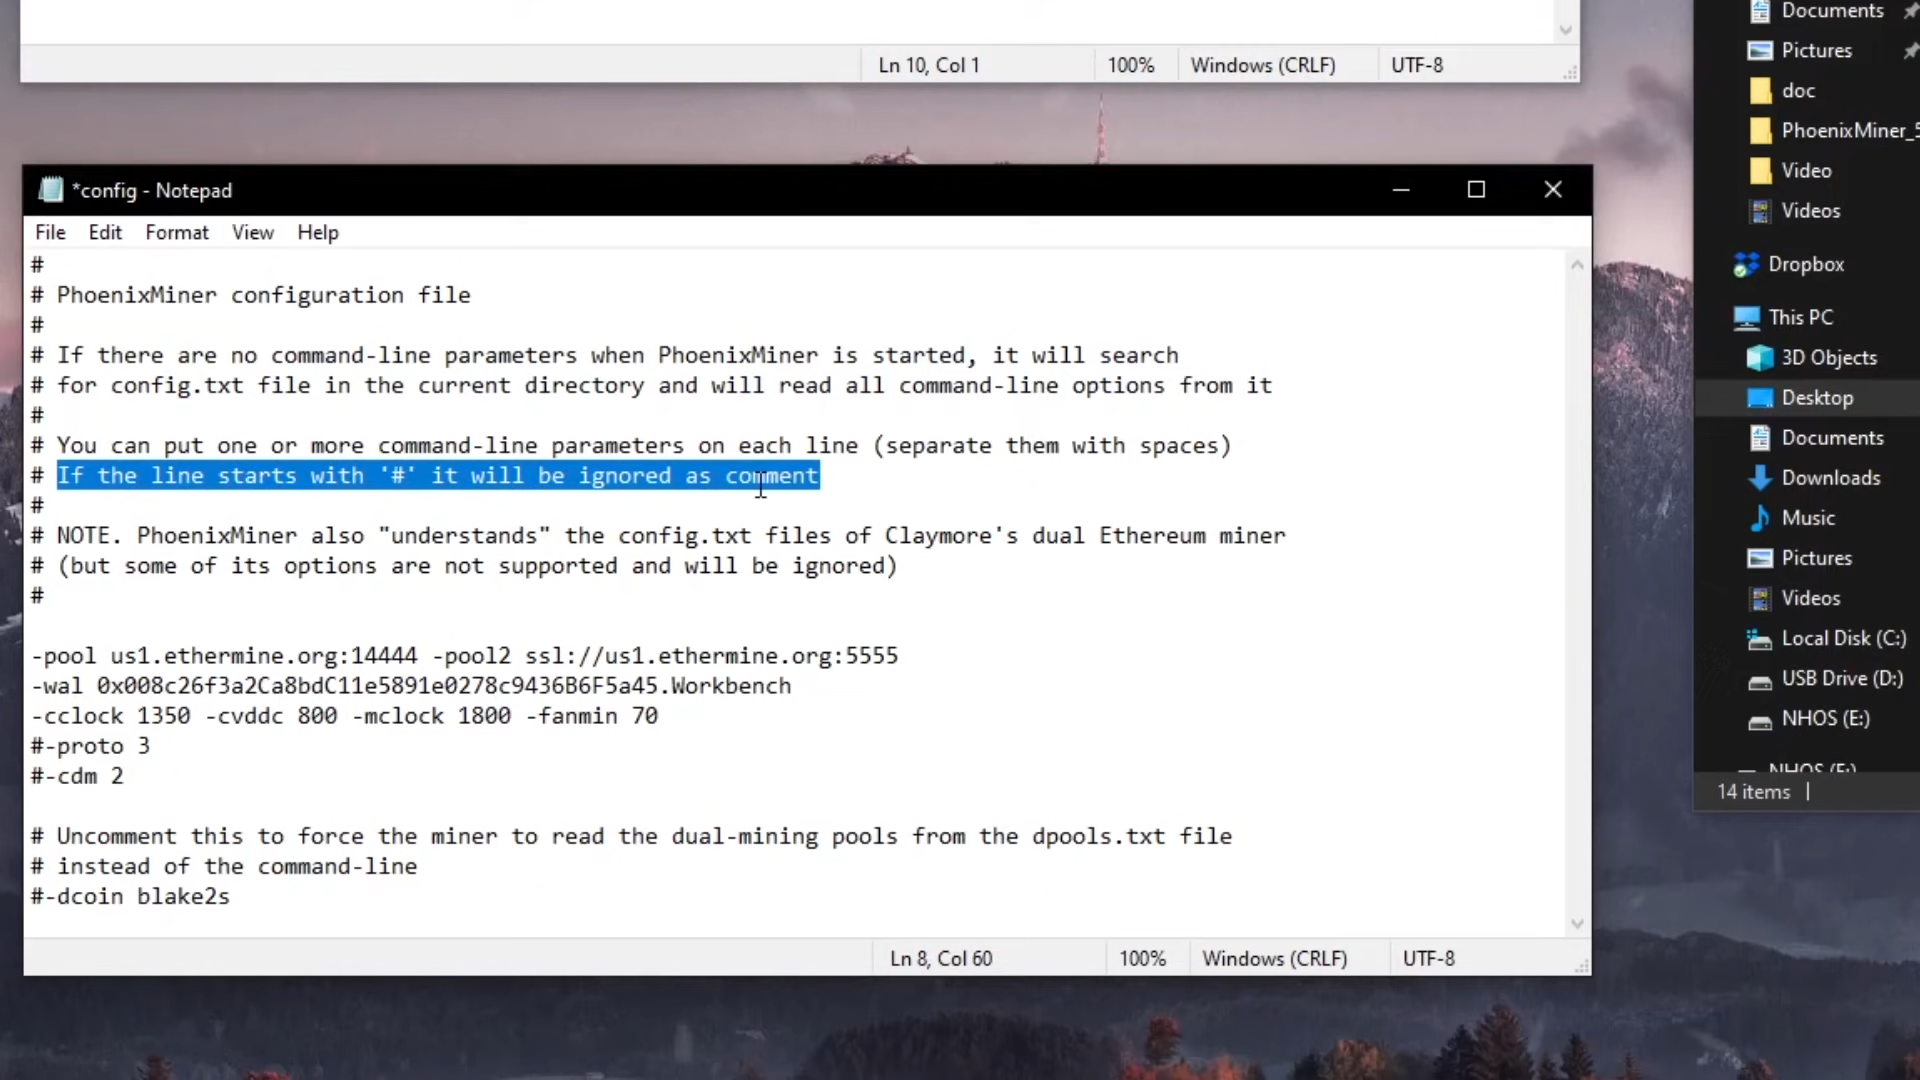 Ln 10, Col 1
100%
Windows (CRLF)
UTF-8
*config - Notepad
File Edit Format View Help
#
# PhoenixMiner configuration file
#
# If there are no command-line parameters when PhoenixMiner is started, it will search
# for config.txt file in the current directory and will read all command-line options from it
#
# You can put one or more command-line parameters on each line (separate them with spaces)
# If the line starts with '#' it will be ignored as comment
#
# NOTE. PhoenixMiner also "understands" the config.txt files of Claymore's dual Ethereum miner
# (but some of its options are not supported and will be ignored)
#
-pool us1.ethermine.org:14444 -pool2 ssl://us1.ethermine.org:5555
-wal 0x008c26f3a2Ca8bdC11e5891e0278c9436B6F5a45.Workbench
-cclock 1350 -cvddc 800 -mclock 1800 -fanmin 70
#-proto 3
#-cdm 2
# Uncomment this to force the miner to read the dual-mining pools from the dpools.txt file
# instead of the command-line
#-dcoin blake2s
Ln 8, Col 60
100%
Windows (CRLF)
UTF-8
Documents
Pictures
doc
PhoenixMiner_5
Video
Videos
Dropbox
This PC
3D Objects
Desktop
Documents
Downloads
Music
Pictures
Videos
Local Disk (C:)
USB Drive (D:)
NHOS (E:)
NHOS (E:)
14 items